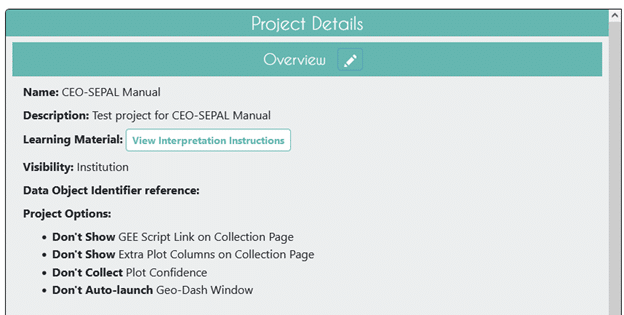 Project Details
Overview
Name: CEO-SEPAL Manual
Description: Test project for CEO-SEPAL Manual
Learning Material: View Interpretation Instructions
Visibility: Institution
Data Object Identifier reference:
Project Options:
• Don't Show GEE Script Link on Collection Page
• Don't Show Extra Plot Columns on Collection Page
• Don't Collect Plot Confidence
• Don't Auto-launch Geo-Dash Window